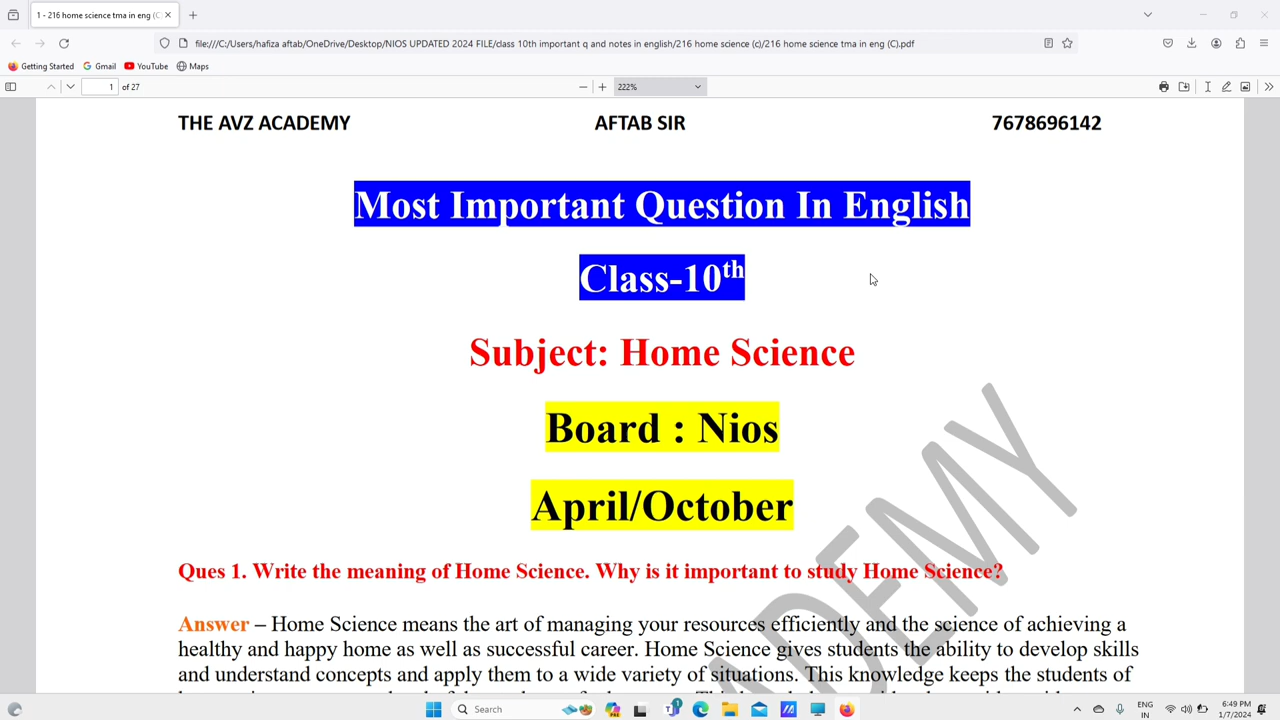 1 - 216 home science tma in eng (C
file:///C:/Users/hafiza aftab/OneDrive/Desktop/NIOS UPDATED 2024 FILE/class 10th important q and notes in english/216 home science (c)/216 home science tma in eng (C).pdf
Getting Started Gmail YouTube Maps
1 of 27 222%
THE AVZ ACADEMY AFTAB SIR 7678696142
Most Important Question In English
Class-10th
Subject: Home Science
Board : Nios
April/October
Ques 1. Write the meaning of Home Science. Why is it important to study Home Science?
Answer – Home Science means the art of managing your resources efficiently and the science of achieving a
healthy and happy home as well as successful career. Home Science gives students the ability to develop skills
and understand concepts and apply them to a wide variety of situations. This knowledge keeps the students of
ADEMY
Search
ENG
IN
6:49 PM
1/7/2024